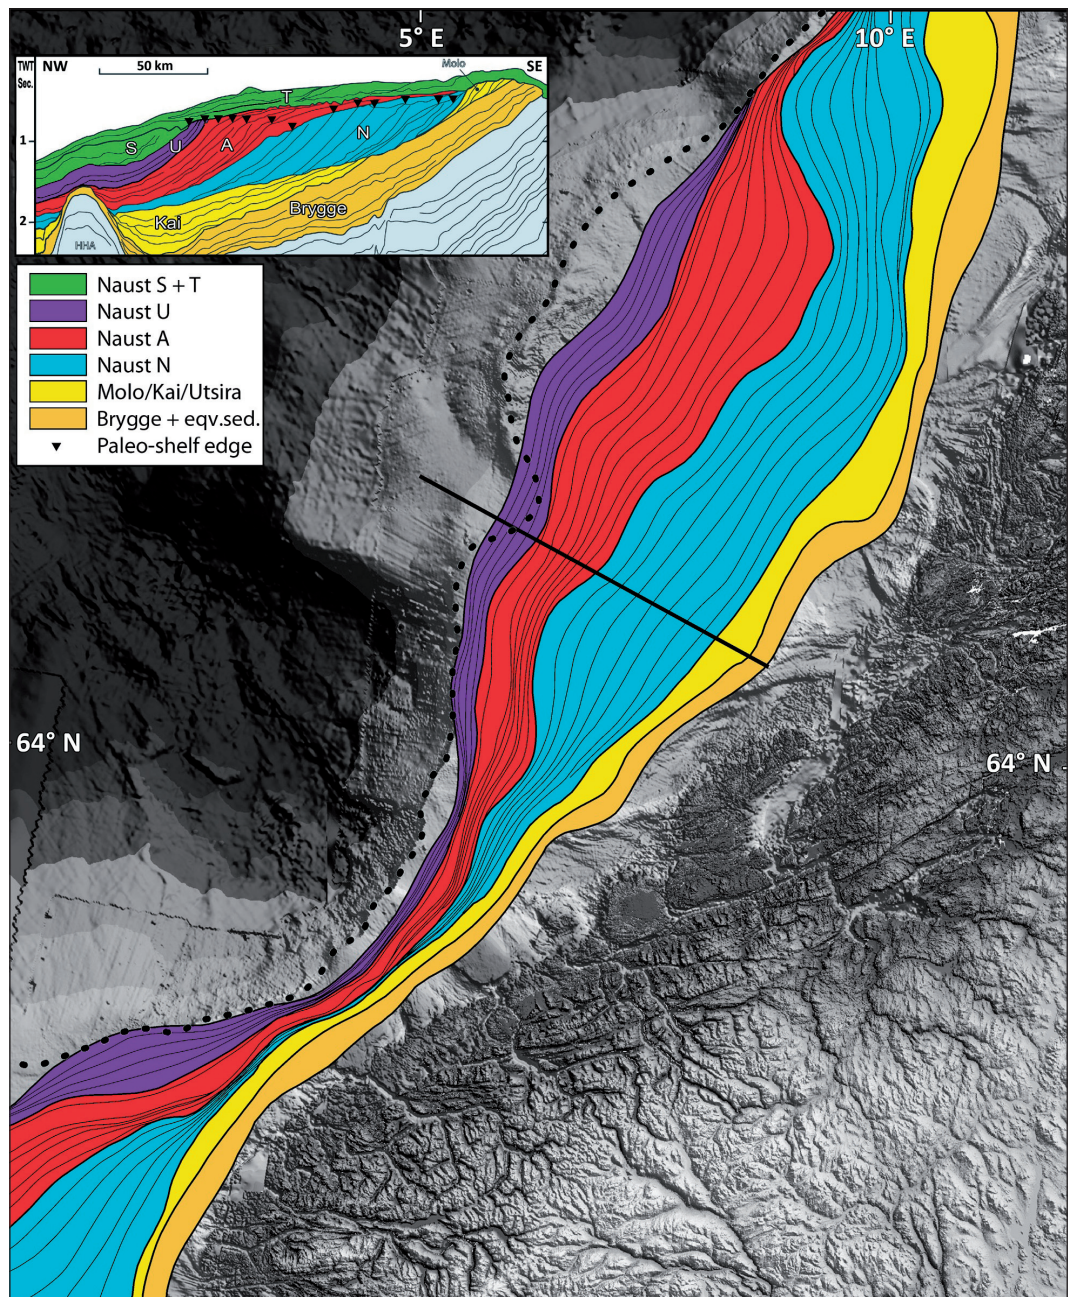 5° E
10° E
TWT
Sec.
NW
50 km
Molo
SE
T
S
U
A
N
1
Kai
Brygge
2
HHA
Naust S + T
Naust U
Naust A
Naust N
Molo/Kai/Utsira
Brygge + eqv.sed.
Paleo-shelf edge
64° N
64° N